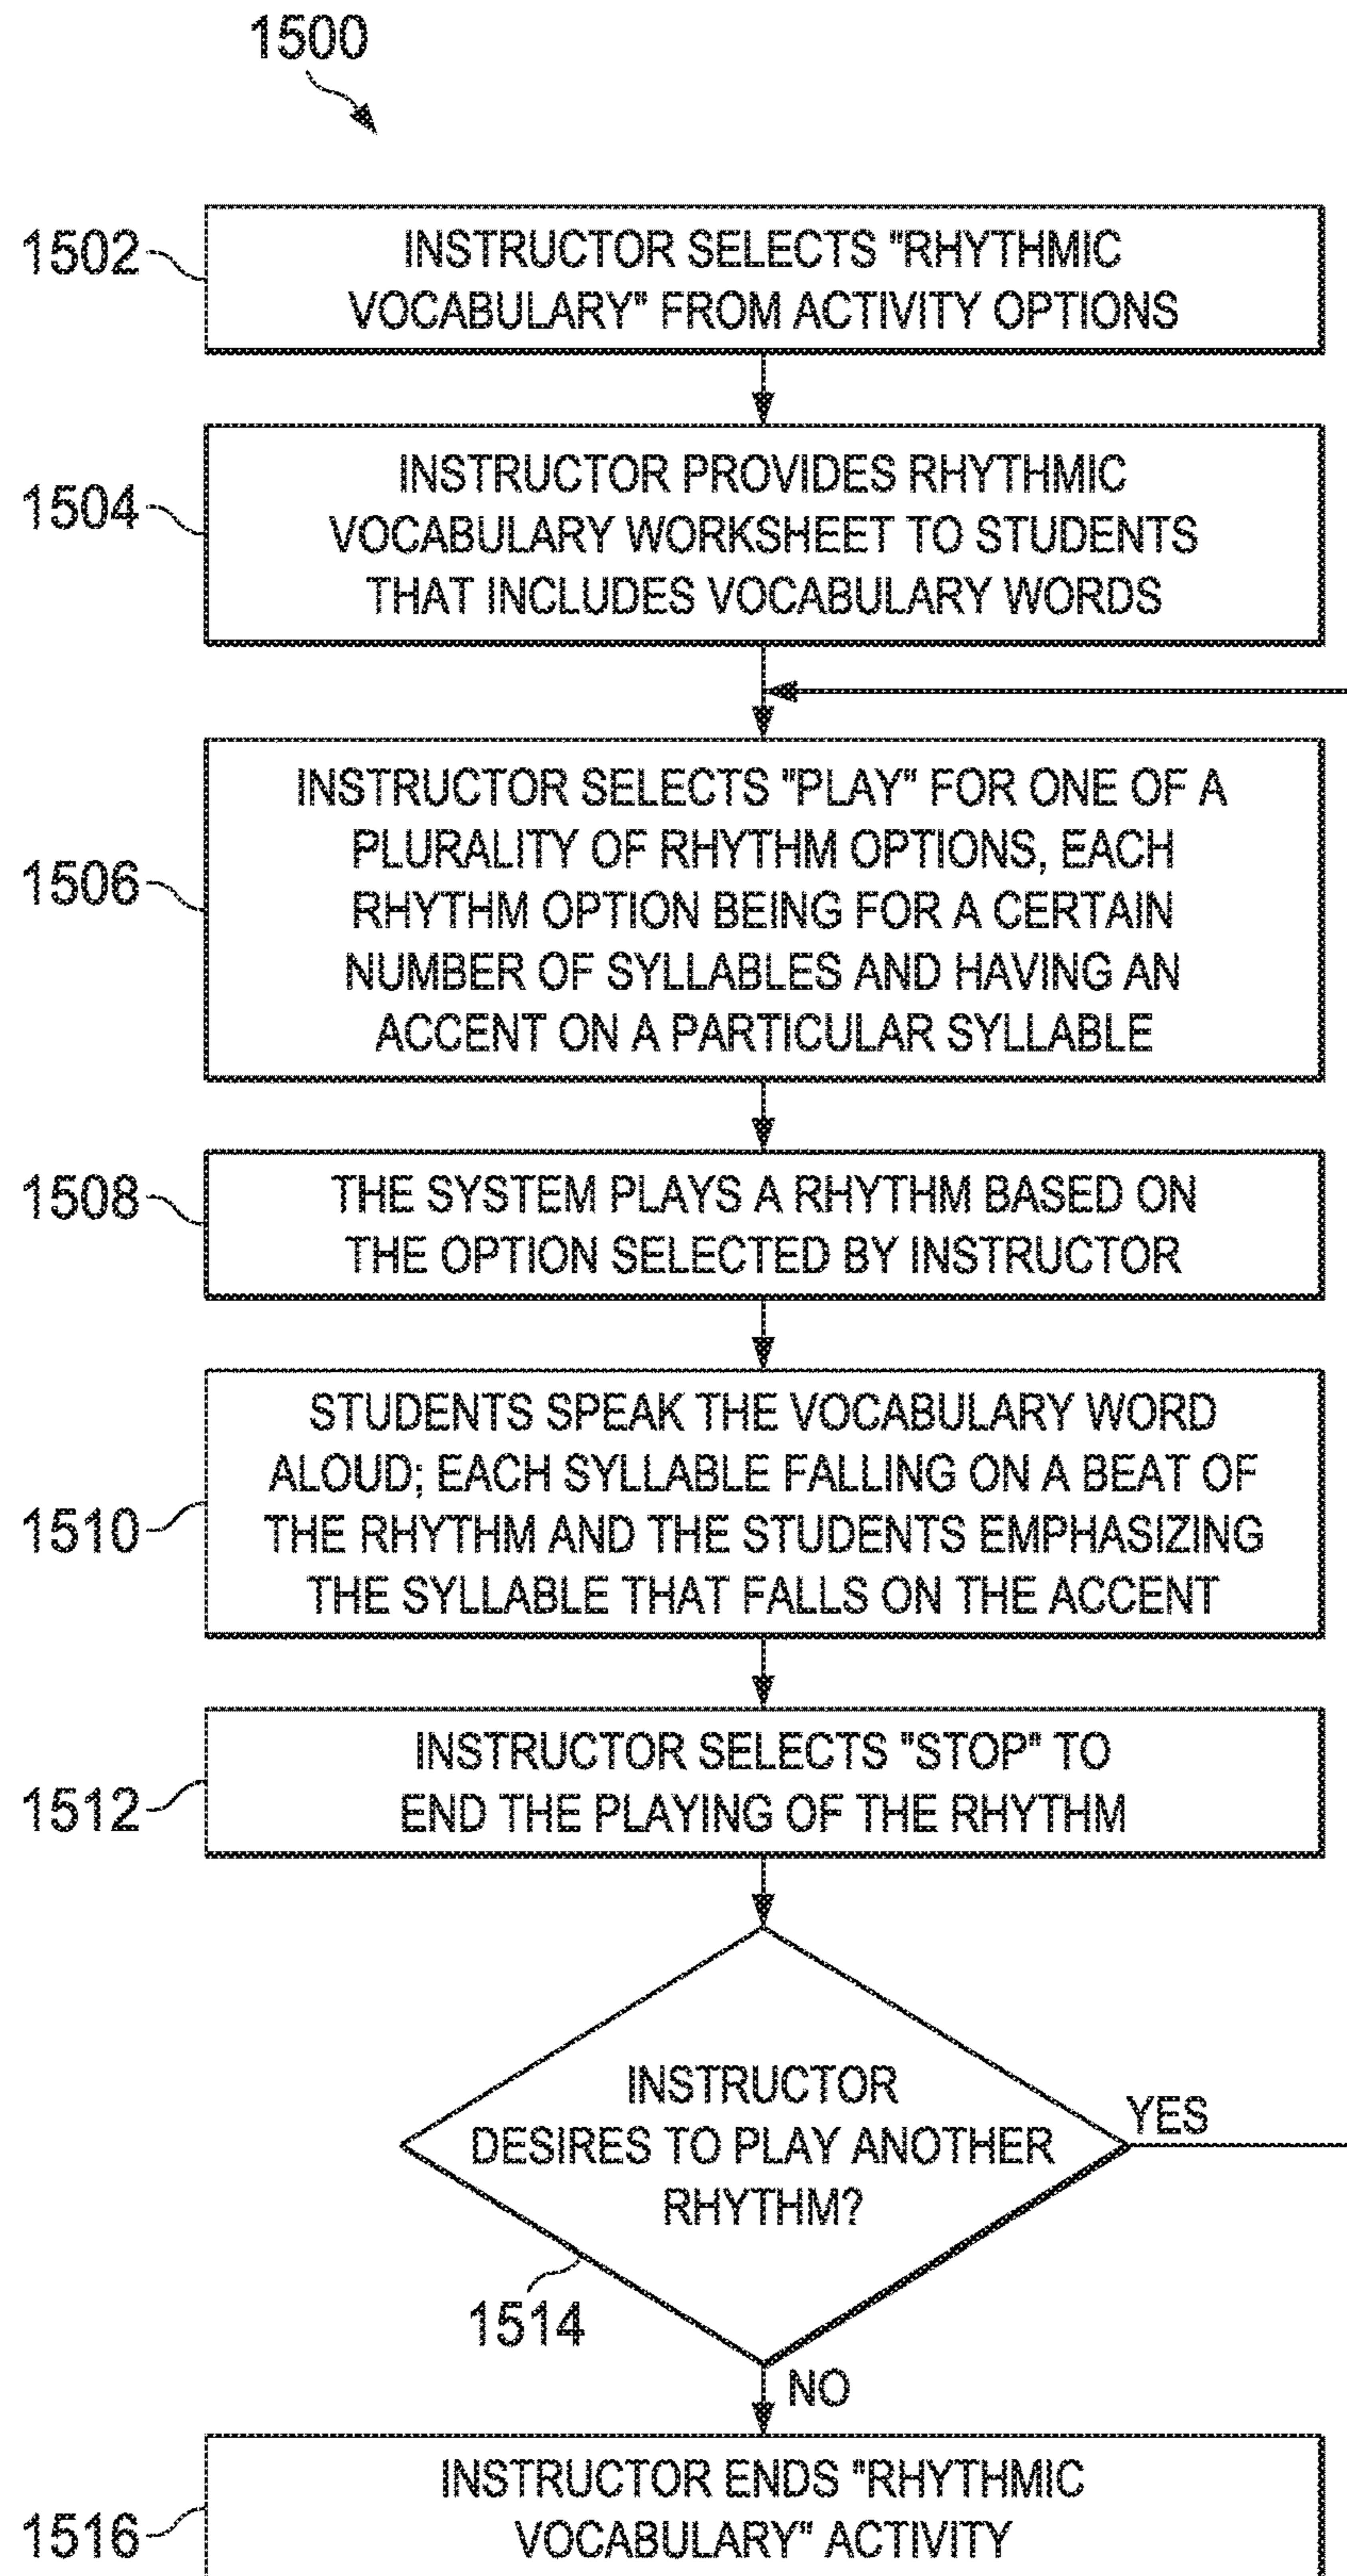 1500
1502
INSTRUCTOR SELECTS "RHYTHMIC
VOCABULARY" FROM ACTIVITY OPTIONS
1504
INSTRUCTOR PROVIDES RHYTHMIC
VOCABULARY WORKSHEET TO STUDENTS
THAT INCLUDES VOCABULARY WORDS
1506
INSTRUCTOR SELECTS "PLAY" FOR ONE OF A
PLURALITY OF RHYTHM OPTIONS, EACH
RHYTHM OPTION BEING FOR A CERTAIN
NUMBER OF SYLLABLES AND HAVING AN
ACCENT ON A PARTICULAR SYLLABLE
1508
THE SYSTEM PLAYS A RHYTHM BASED ON
THE OPTION SELECTED BY INSTRUCTOR
1510
STUDENTS SPEAK THE VOCABULARY WORD
ALOUD; EACH SYLLABLE FALLING ON A BEAT OF
THE RHYTHM AND THE STUDENTS EMPHASIZING
THE SYLLABLE THAT FALLS ON THE ACCENT
1512
INSTRUCTOR SELECTS "STOP" TO
END THE PLAYING OF THE RHYTHM
INSTRUCTOR
DESIRES TO PLAY ANOTHER
RHYTHM?
YES
1514
NO
1516
INSTRUCTOR ENDS "RHYTHMIC
VOCABULARY" ACTIVITY